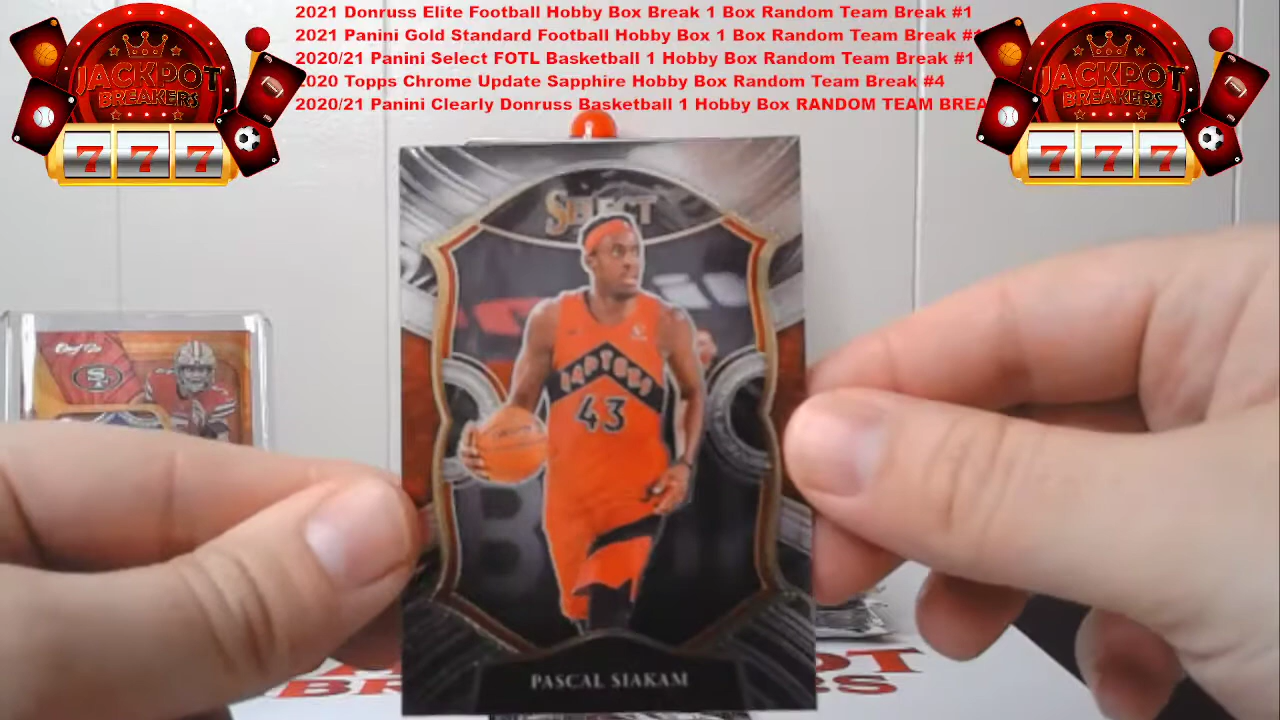 2021 Donruss Elite Football Hobby Box Break 1 Box Random Team Break #1
2021 Panini Gold Standard Football Hobby Box 1 Box Random Team Break #
2020/21 Panini Select FOTL Basketball 1 Hobby Box Random Team Break #1
2020 Topps Chrome Update Sapphire Hobby Box Random Team Break #4
2020/21 Panini Clearly Donruss Basketball 1 Hobby Box RANDOM TEAM BREA
JACKPOT
BREAKERS
7 7 7
JACKPOT
BREAKERS
7 7 7
SELECT
RAPTORS
43
SF
PASCAL SIAKAM